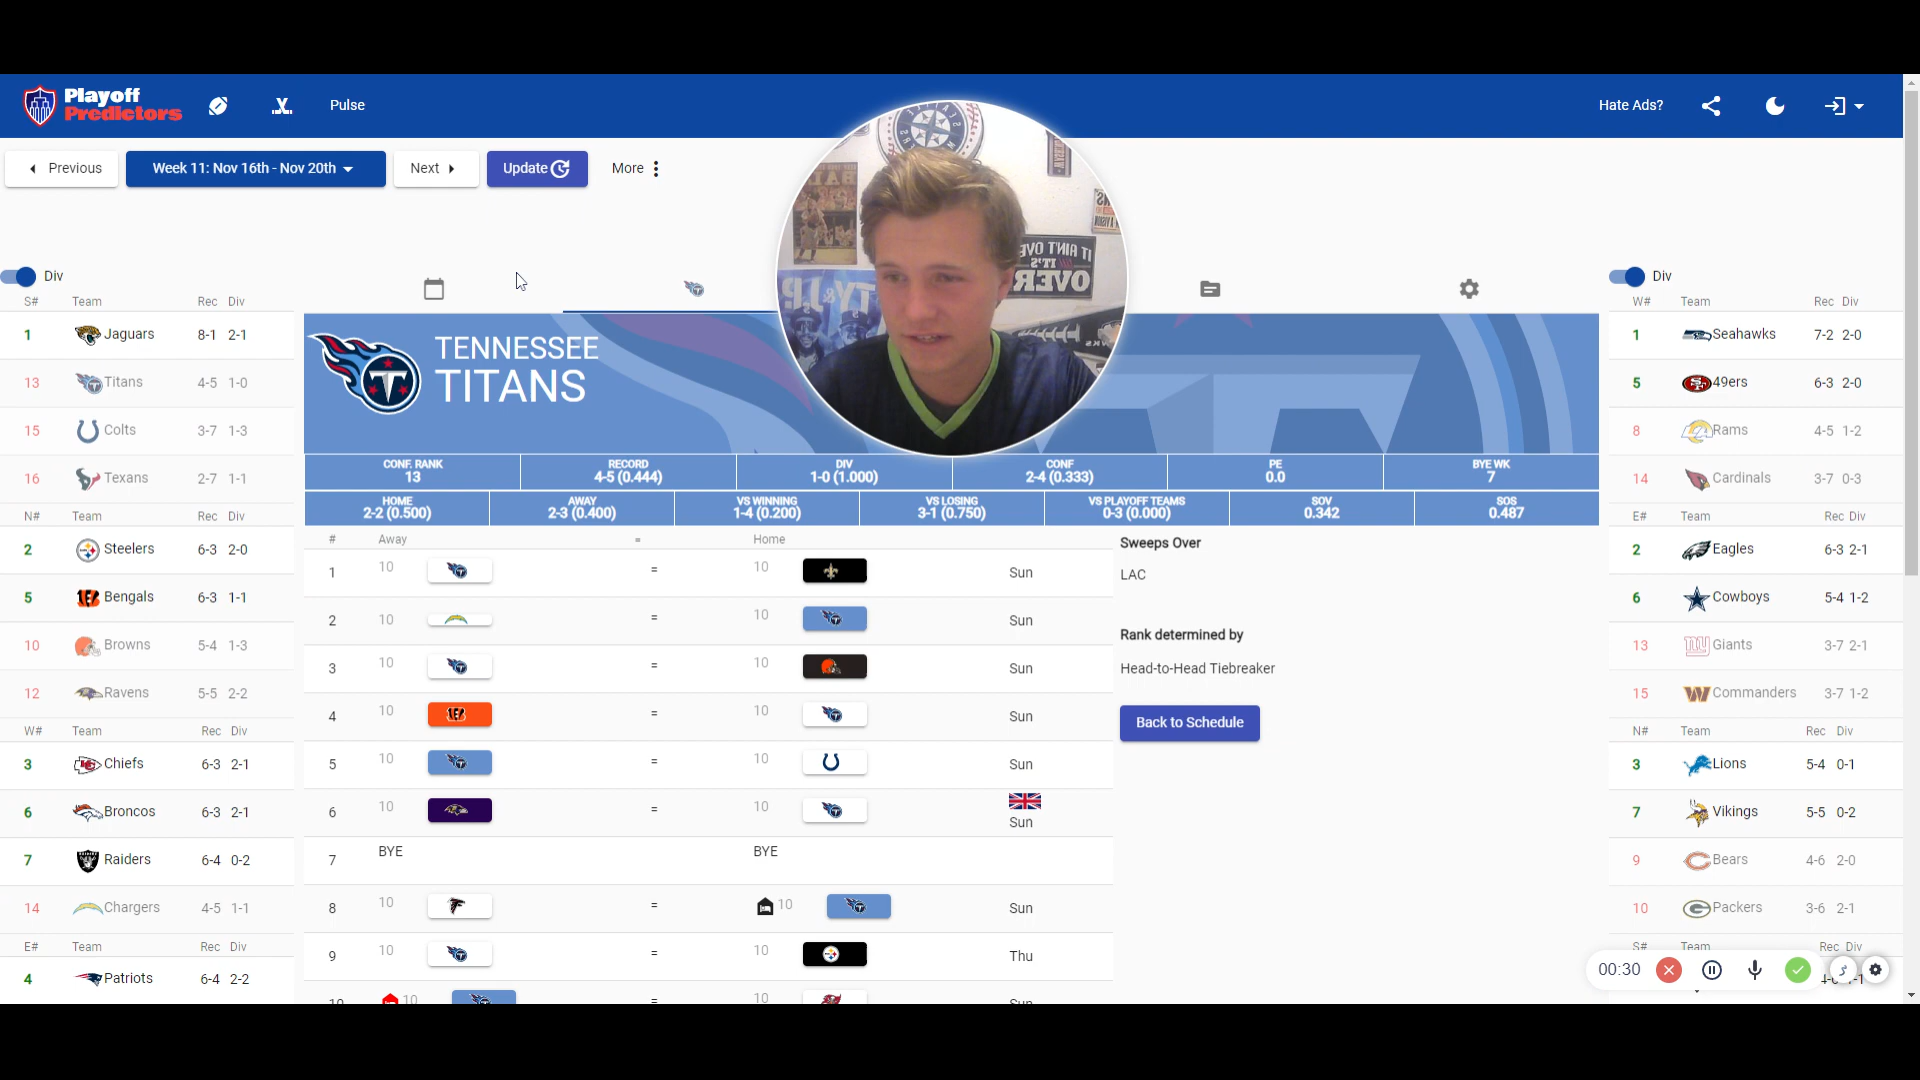 Playoff
Predictors
Pulse
Hate Ads?
Previous
Week 11: Nov 16th - Nov 20th
Next
Update
More
Div
S# Team Rec Div
1 Jaguars 8-1 2-1
13 Titans 4-5 1-0
15 Colts 3-7 1-3
16 Texans 2-7 1-1
N# Team Rec Div
2 Steelers 6-3 2-0
5 Bengals 6-3 1-1
10 Browns 5-4 1-3
12 Ravens 5-5 2-2
W# Team Rec Div
3 Chiefs 6-3 2-1
6 Broncos 6-3 2-1
7 Raiders 6-4 0-2
14 Chargers 4-5 1-1
E# Team Rec Div
4 Patriots 6-4 2-2
IT AIN'T OVER
IT'S
OVER
TENNESSEE
TITANS
CONF. RANK
13
RECORD
4-5 (0.444)
DIV
1-0 (1.000)
CONF
2-4 (0.333)
PE
0.0
BYE WK
7
HOME
2-2 (0.500)
AWAY
2-3 (0.400)
VS WINNING
1-4 (0.200)
VS LOSING
3-1 (0.750)
VS PLAYOFF TEAMS
0-3 (0.000)
SOV
0.342
SOS
0.487
# Away = Home
1 10 = 10 Sun
2 10 = 10 Sun
3 10 = 10 Sun
4 10 = 10 Sun
5 10 = 10 Sun
6 10 = 10 Sun
7 BYE BYE
8 10 = 10 Sun
9 10 = 10 Thu
10 10 = 10 Sun
Sweeps Over
LAC
Rank determined by
Head-to-Head Tiebreaker
Back to Schedule
Div
W# Team Rec Div
1 Seahawks 7-2 2-0
5 49ers 6-3 2-0
8 Rams 4-5 1-2
14 Cardinals 3-7 0-3
E# Team Rec Div
2 Eagles 6-3 2-1
6 Cowboys 5-4 1-2
13 Giants 3-7 2-1
15 Commanders 3-7 1-2
N# Team Rec Div
3 Lions 5-4 0-1
7 Vikings 5-5 0-2
9 Bears 4-6 2-0
10 Packers 3-6 2-1
S# Team Rec Div
00:30